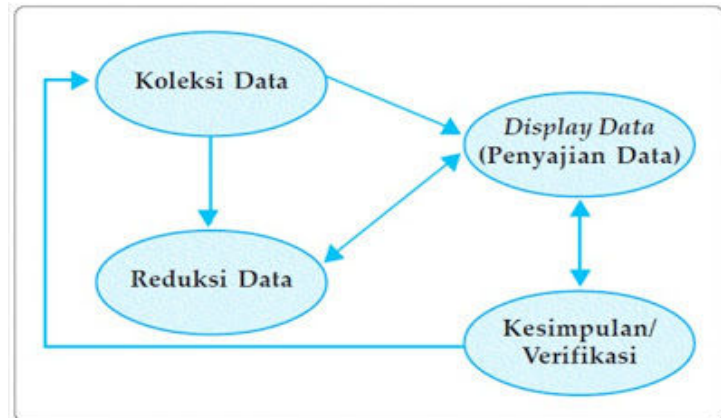 Koleksi Data
Display Data
(Penyajian Data)
Reduksi Data
Kesimpulan/
Verifikasi